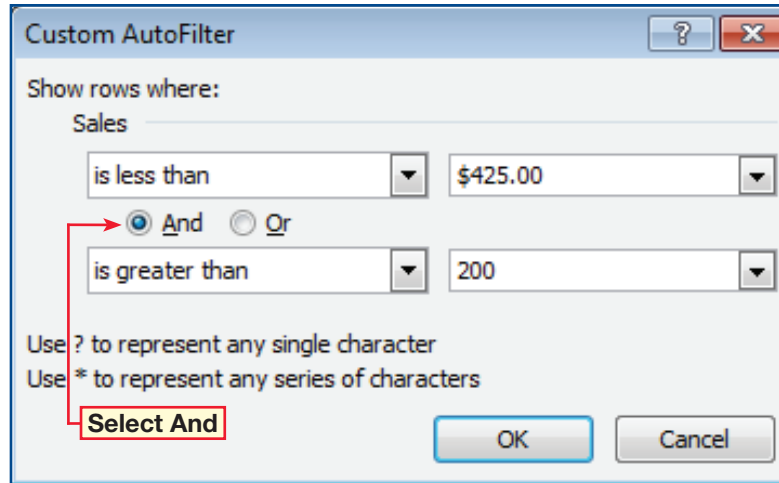 Custom AutoFilter
?
Show rows where:
Sales
is less than $425.00
And Or
is greater than 200
Use ? to represent any single character
Use * to represent any series of characters
Select And
OK Cancel